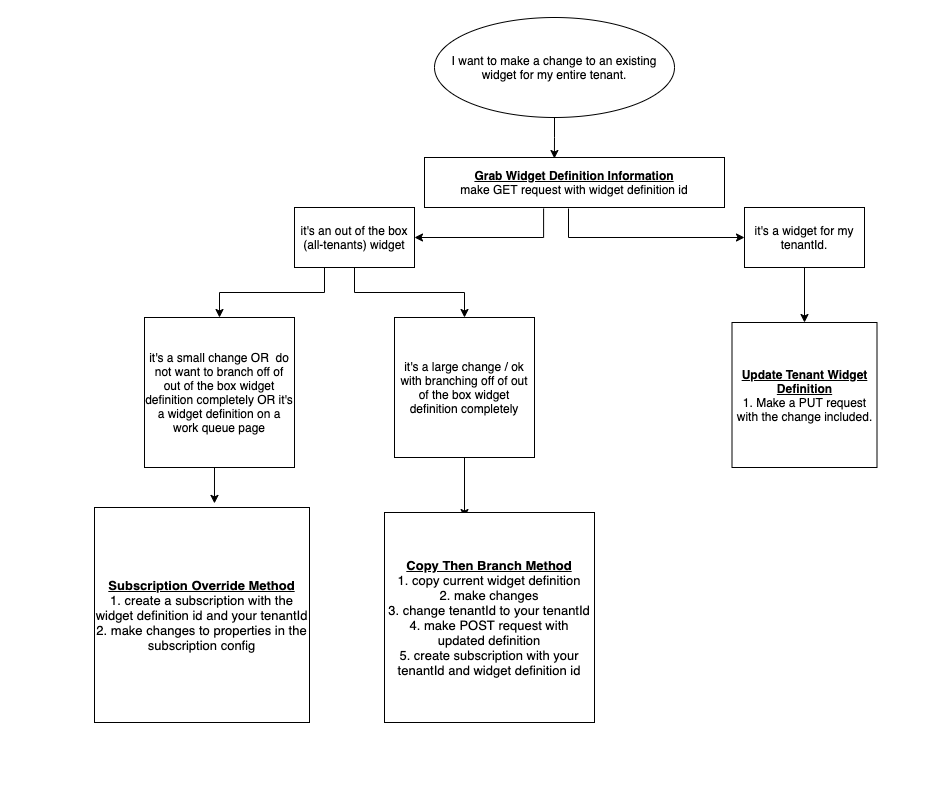 I want to make a change to an existing
widget for my entire tenant.
Grab Widget Definition Information
make GET request with widget definition id
it's an out of the box
(all-tenants) widget
it's a widget for my
tenantId.
it's a small change OR  do
not want to branch off of
out of the box widget
definition completely OR it's
a widget definition on a
work queue page
it's a large change / ok
with branching off of out
of the box widget
definition completely
Update Tenant Widget
Definition
1. Make a PUT request
with the change included.
Subscription Override Method
1. create a subscription with the
widget definition id and your tenantId
2. make changes to properties in the
subscription config
Copy Then Branch Method
1. copy current widget definition
2. make changes
3. change tenantId to your tenantId
4. make POST request with
updated definition
5. create subscription with your
tenantId and widget definition id